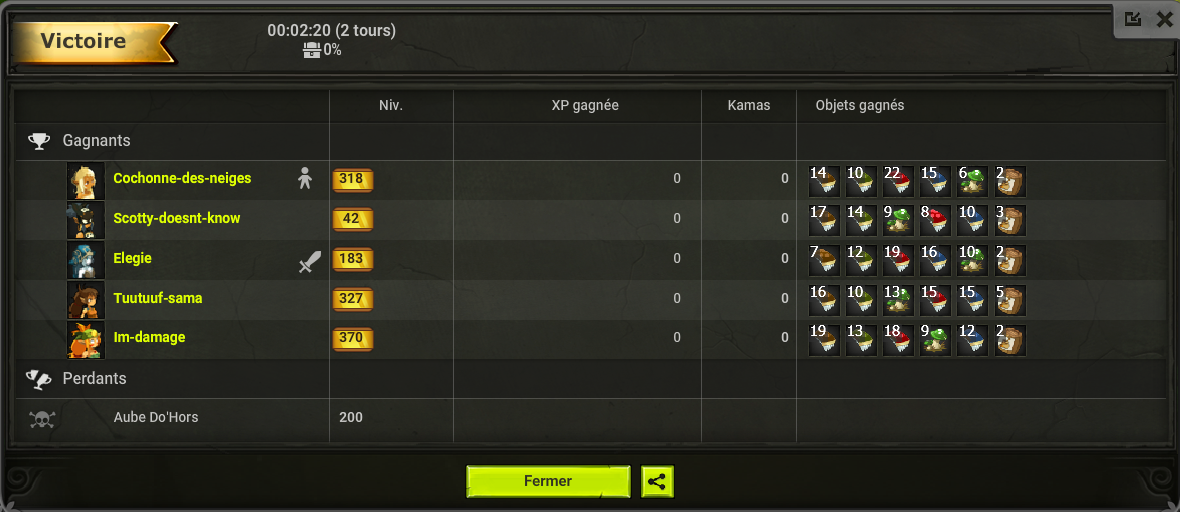 Victoire
00:02:20 (2 tours)
0%
Niv. XP gagnée Kamas Objets gagnés
Gagnants
Cochonne-des-neiges 318 0 0 14 10 22 15 6 2
Scotty-doesnt-know 42 0 0 17 14 9 8 10 3
Elegie 183 0 0 7 12 19 16 10 2
Tuutuuf-sama 327 0 0 16 10 13 15 15 5
Im-damage 370 0 0 19 13 18 9 12 2
Perdants
Aube Do'Hors 200
Fermer